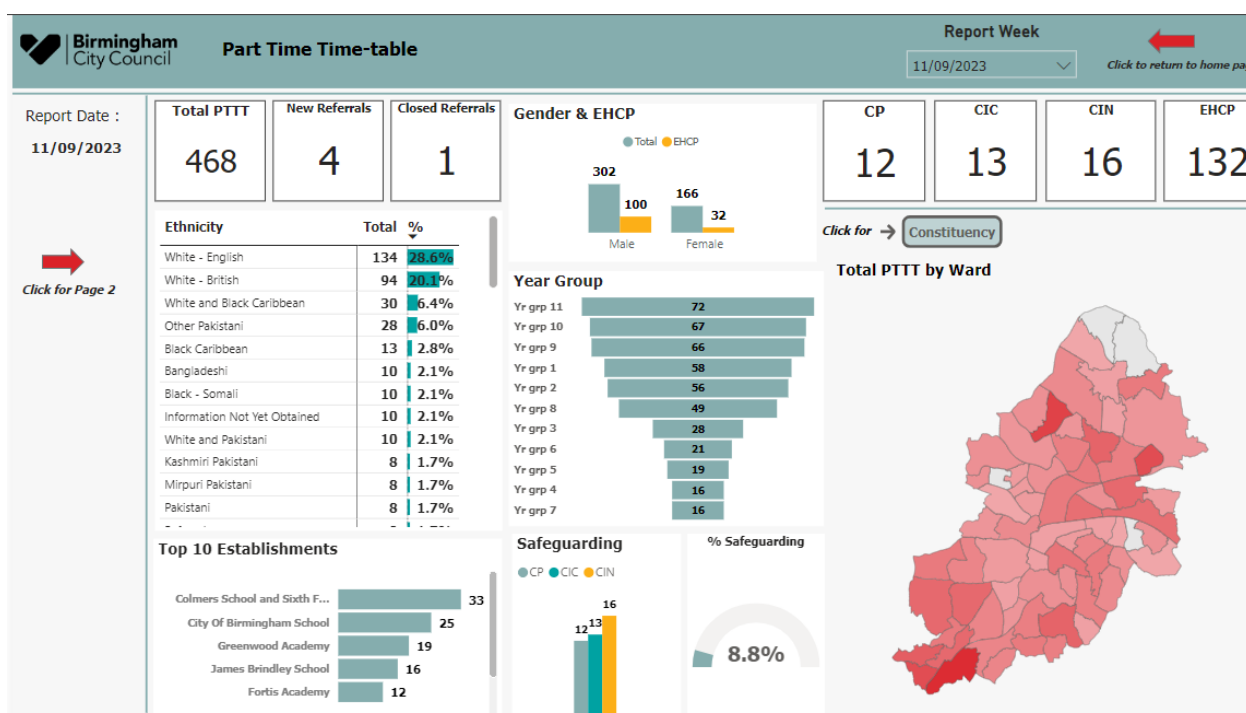 Birmingham
City Council
Part Time Time-table
Report Week
11/09/2023
Click to return to home pa
Report Date :
11/09/2023
Click for Page 2
Total PTTT
468
New Referrals
4
Closed Referrals
1
Gender & EHCP
Total EHCP
302
100
166
32
Male Female
CP
12
CIC
13
CIN
16
EHCP
132
Click for
Constituency
Total PTTT by Ward
Ethnicity Total %
White - English 134 28.6%
White - British 94 20.1%
White and Black Caribbean 30 6.4%
Other Pakistani 28 6.0%
Black Caribbean 13 2.8%
Bangladeshi 10 2.1%
Black - Somali 10 2.1%
Information Not Yet Obtained 10 2.1%
White and Pakistani 10 2.1%
Kashmiri Pakistani 8 1.7%
Mirpuri Pakistani 8 1.7%
Pakistani 8 1.7%
Year Group
Yr grp 11 72
Yr grp 10 67
Yr grp 9 66
Yr grp 1 58
Yr grp 2 56
Yr grp 8 49
Yr grp 3 28
Yr grp 6 21
Yr grp 5 19
Yr grp 4 16
Yr grp 7 16
Top 10 Establishments
Colmers School and Sixth F... 33
City Of Birmingham School 25
Greenwood Academy 19
James Brindley School 16
Fortis Academy 12
Safeguarding
CP CIC CIN
12 13 16
% Safeguarding
8.8%